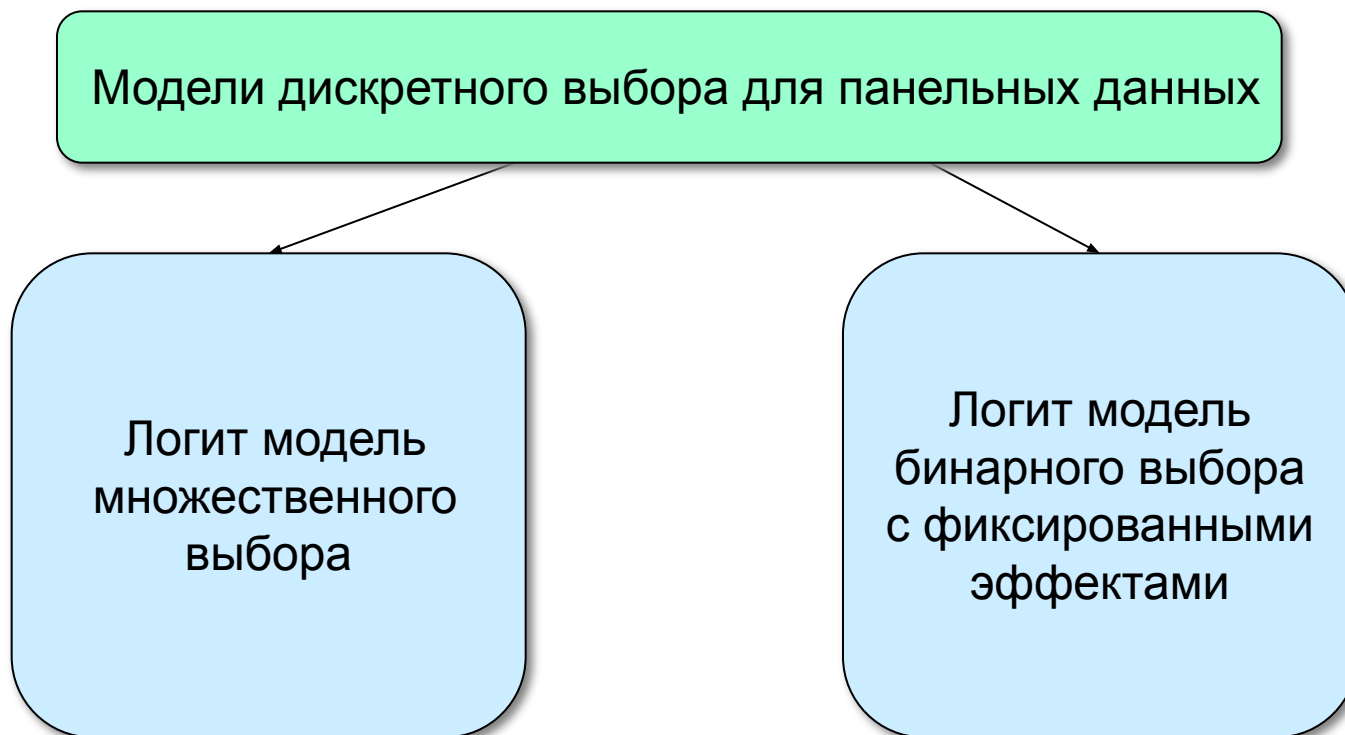 Модели дискретного выбора для панельных данных
Логит модель
множественного
выбора
Логит модель
бинарного выбора
с фиксированными
эффектами